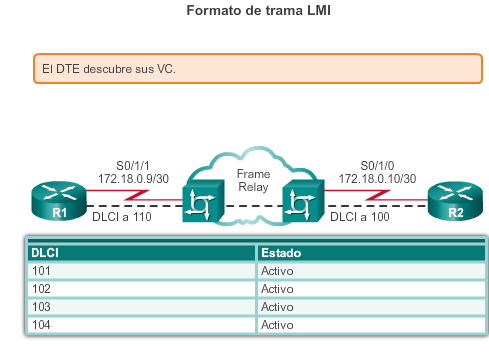 Formato de trama LMI
El DTE descubre sus VC.
S0/1/1
172.18.0.9/30
Frame
Relay
S0/1/0
172.18.0.10/30
R1
DLCI a 110
DLCI a 100
R2
DLCI Estado
101 Activo
102 Activo
103 Activo
104 Activo